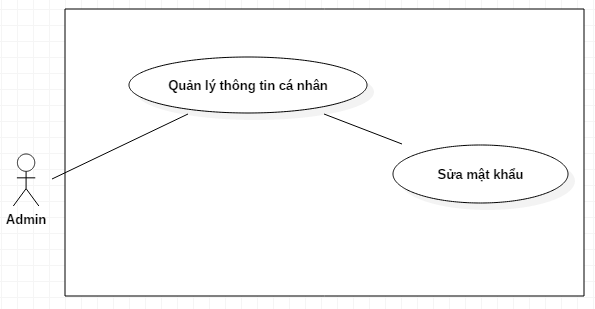 Quản lý thông tin cá nhân
Sửa mật khẩu
Admin